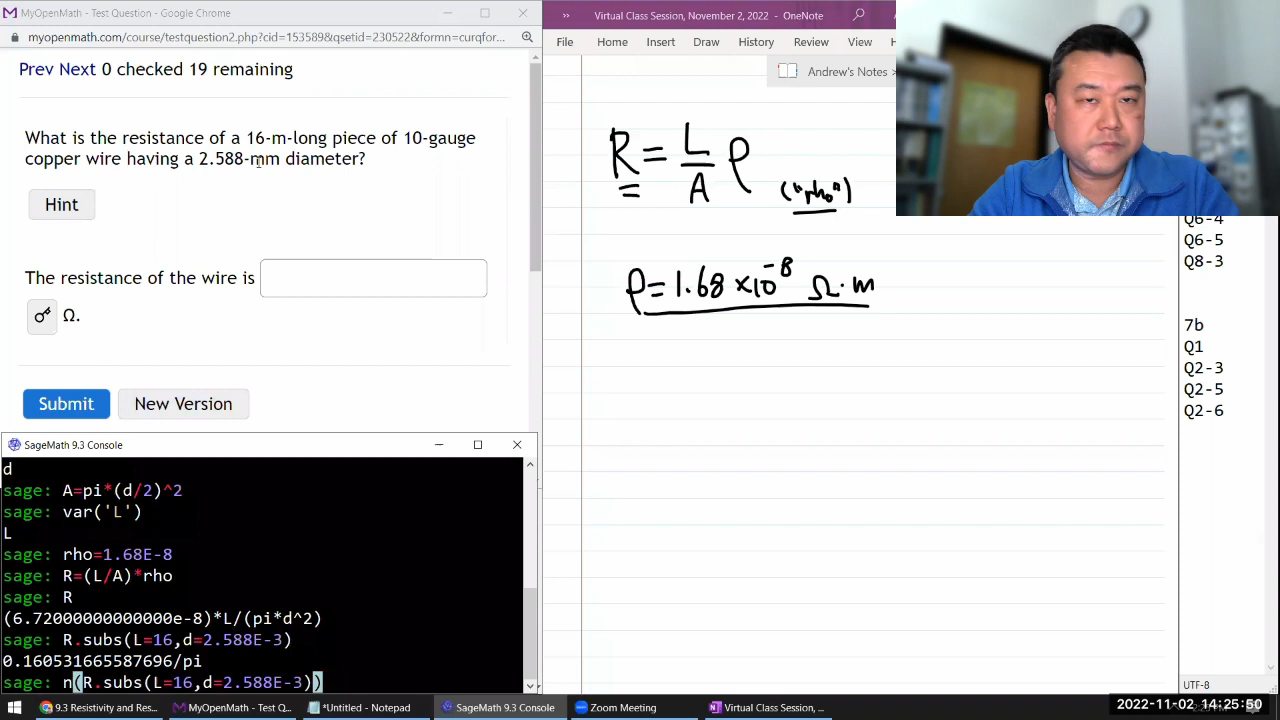 MyOpenMath - Test Question - Google Chrome
myopenmath.com/course/testquestion2.php?cid=153589&qsetid=230522&formn=curqfor...
Prev Next 0 checked 19 remaining
What is the resistance of a 16-m-long piece of 10-gauge
copper wire having a 2.588-mm diameter?
Hint
The resistance of the wire is
Ω.
Submit
New Version
SageMath 9.3 Console
d
sage: A=pi*(d/2)^2
sage: var('L')
L
sage: rho=1.68E-8
sage: R=(L/A)*rho
sage: R
(6.72000000000000e-8)*L/(pi*d^2)
sage: R.subs(L=16,d=2.588E-3)
0.160531665587696/pi
sage: n(R.subs(L=16,d=2.588E-3))
Virtual Class Session, November 2, 2022 - OneNote
File Home Insert Draw History Review View
Andrew's Notes >
R = L/A ρ
("rho")
ρ = 1.68 ×10⁻⁸ Ω·m
Q6-4
Q6-5
Q8-3
7b
Q1
Q2-3
Q2-5
Q2-6
UTF-8
9.3 Resistivity and Res...
MyOpenMath - Test Q...
*Untitled - Notepad
SageMath 9.3 Console
Zoom Meeting
Virtual Class Session, ...
2022-11-02 14:25:50